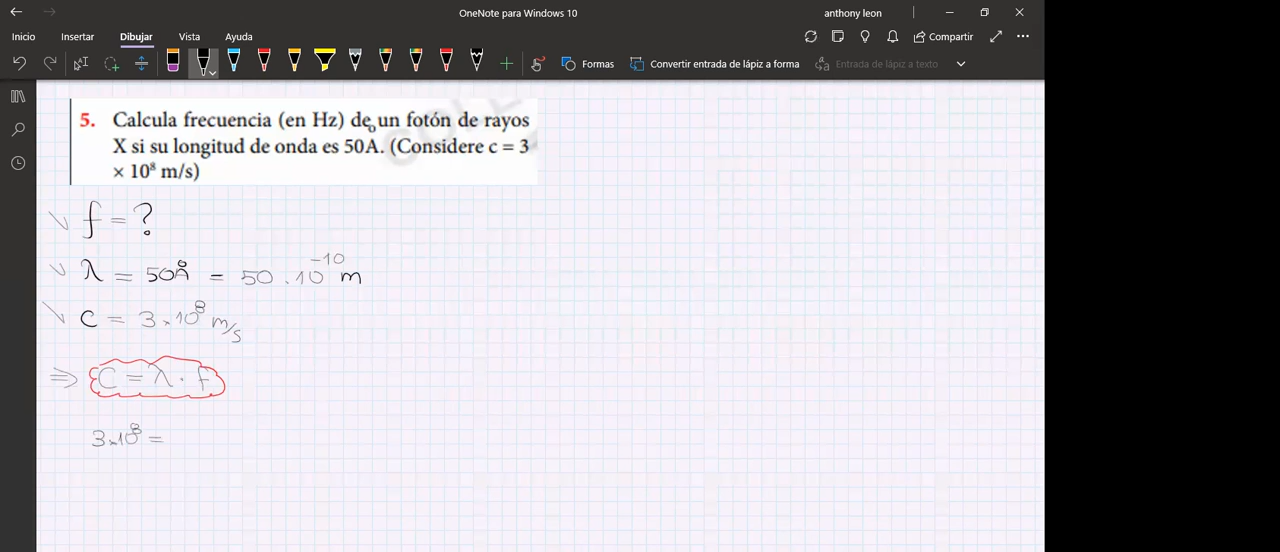 OneNote para Windows 10
anthony leon
Inicio Insertar Dibujar Vista Ayuda
Compartir
Formas Convertir entrada de lápiz a forma Entrada de lápiz a texto
5. Calcula frecuencia (en Hz) de un fotón de rayos
X si su longitud de onda es 50A. (Considere c = 3
× 10⁸ m/s)
f = ?
λ = 50Å = 50 . 10⁻¹⁰ m
C = 3 × 10⁸ m/s
⇒ C = λ . f
3×10⁸ =